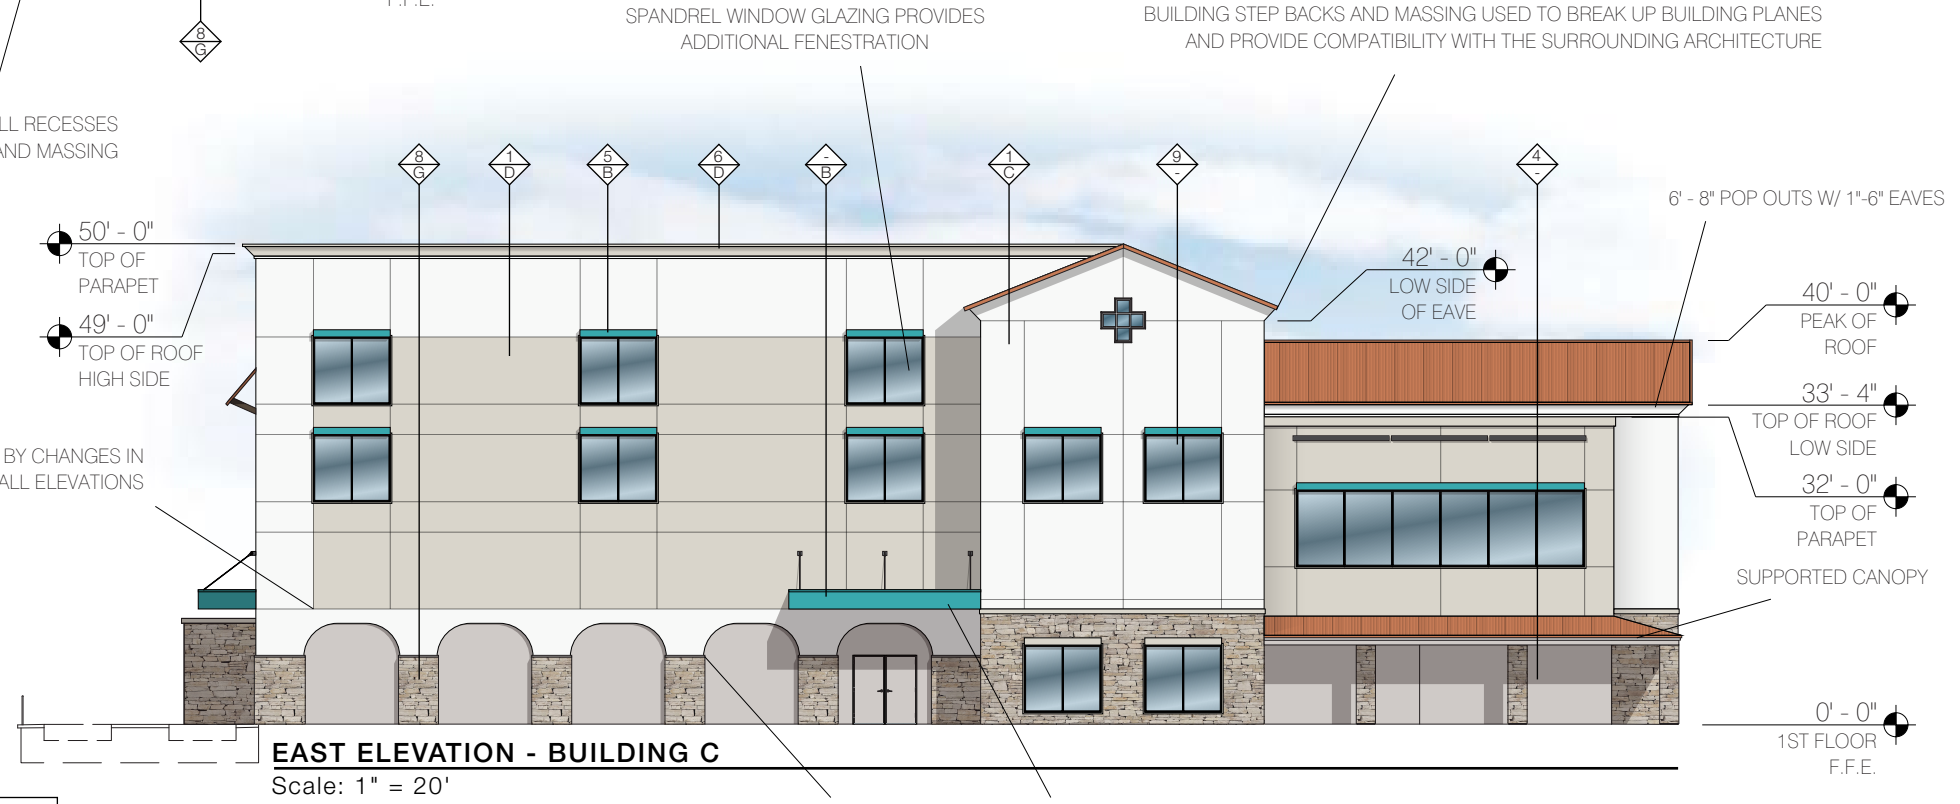 F.F.E.
SPANDREL WINDOW GLAZING PROVIDES
ADDITIONAL FENESTRATION
BUILDING STEP BACKS AND MASSING USED TO BREAK UP BUILDING PLANES
AND PROVIDE COMPATIBILITY WITH THE SURROUNDING ARCHITECTURE
8
G
LL RECESSES
AND MASSING
8
G
1
D
5
B
6
D
-
B
1
C
9
-
4
-
6' - 8" POP OUTS W/ 1"-6" EAVES
50' - 0"
TOP OF
PARAPET
49' - 0"
TOP OF ROOF
HIGH SIDE
42' - 0"
LOW SIDE
OF EAVE
40' - 0"
PEAK OF
ROOF
33' - 4"
TOP OF ROOF
LOW SIDE
32' - 0"
TOP OF
PARAPET
BY CHANGES IN
ALL ELEVATIONS
SUPPORTED CANOPY
0' - 0"
1ST FLOOR
F.F.E.
EAST ELEVATION - BUILDING C
Scale: 1" = 20'